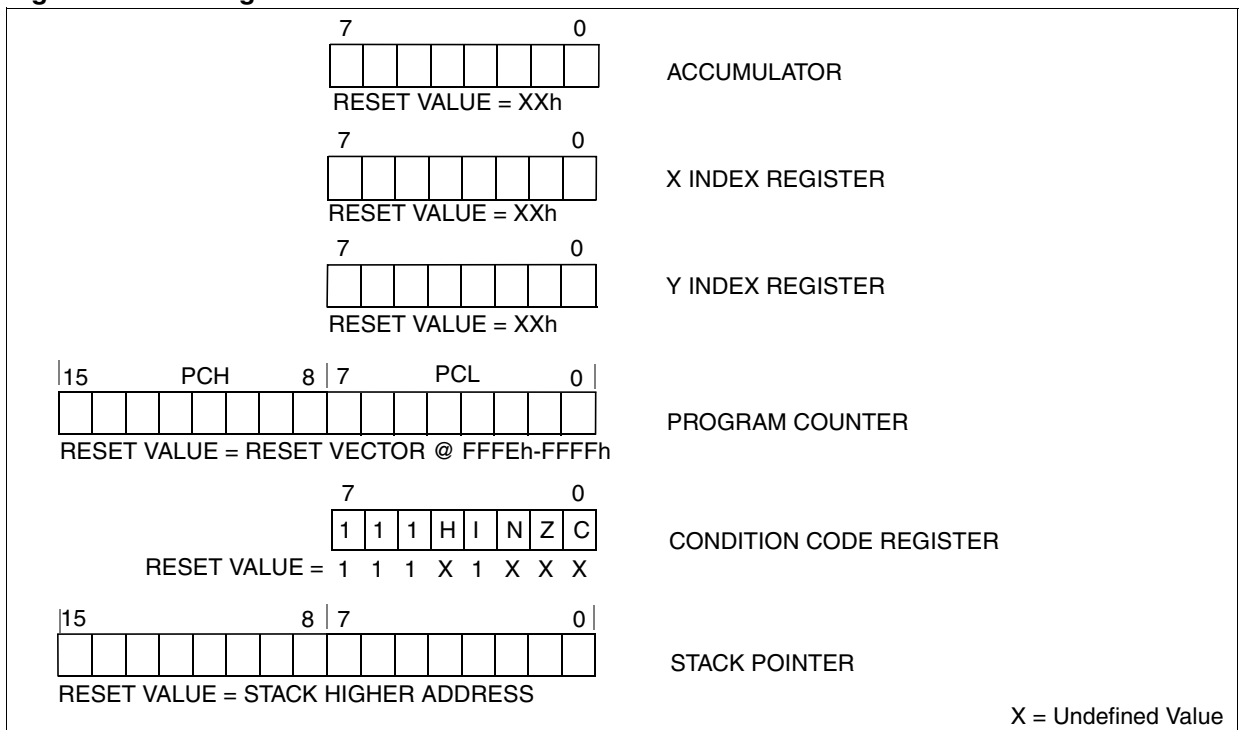 7 0
ACCUMULATOR
RESET VALUE = XXh
7 0
X INDEX REGISTER
RESET VALUE = XXh
7 0
Y INDEX REGISTER
RESET VALUE = XXh
15 PCH 8 7 PCL 0
PROGRAM COUNTER
RESET VALUE = RESET VECTOR @ FFFEh-FFFFh
7 0
1 1 1 H I N Z C
CONDITION CODE REGISTER
RESET VALUE = 1 1 1 X 1 X X X
15 8 7 0
STACK POINTER
RESET VALUE = STACK HIGHER ADDRESS
X = Undefined Value